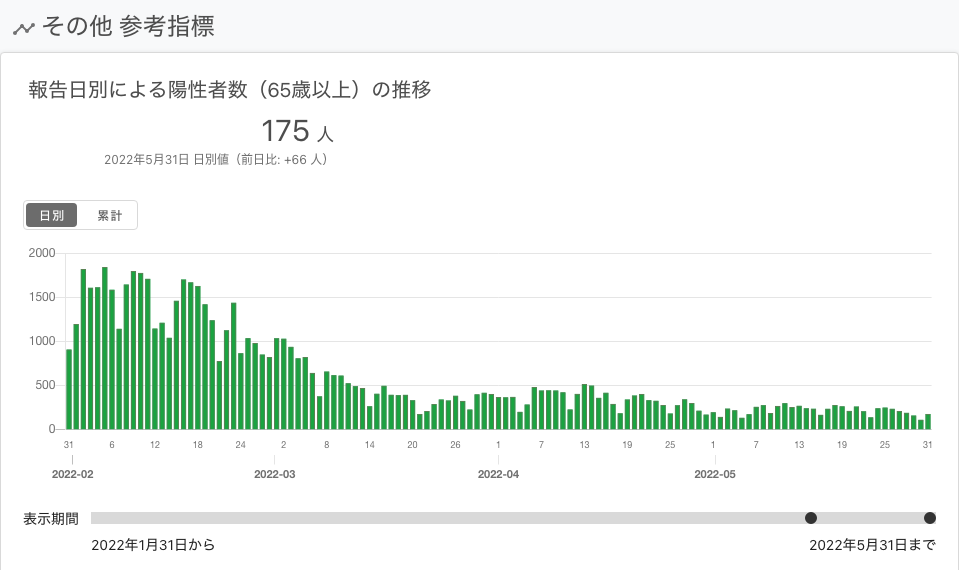 その他 参考指標
報告日別による陽性者数（65歳以上）の推移
175 人
2022年5月31日 日別値（前日比: +66 人）
日別 累計
2000
1500
1000
500
0
31 6 12 18 24 2 8 14 20 26 1 7 13 19 25 1 7 13 19 25 31
2022-02 2022-03 2022-04 2022-05
表示期間
2022年1月31日から 2022年5月31日まで